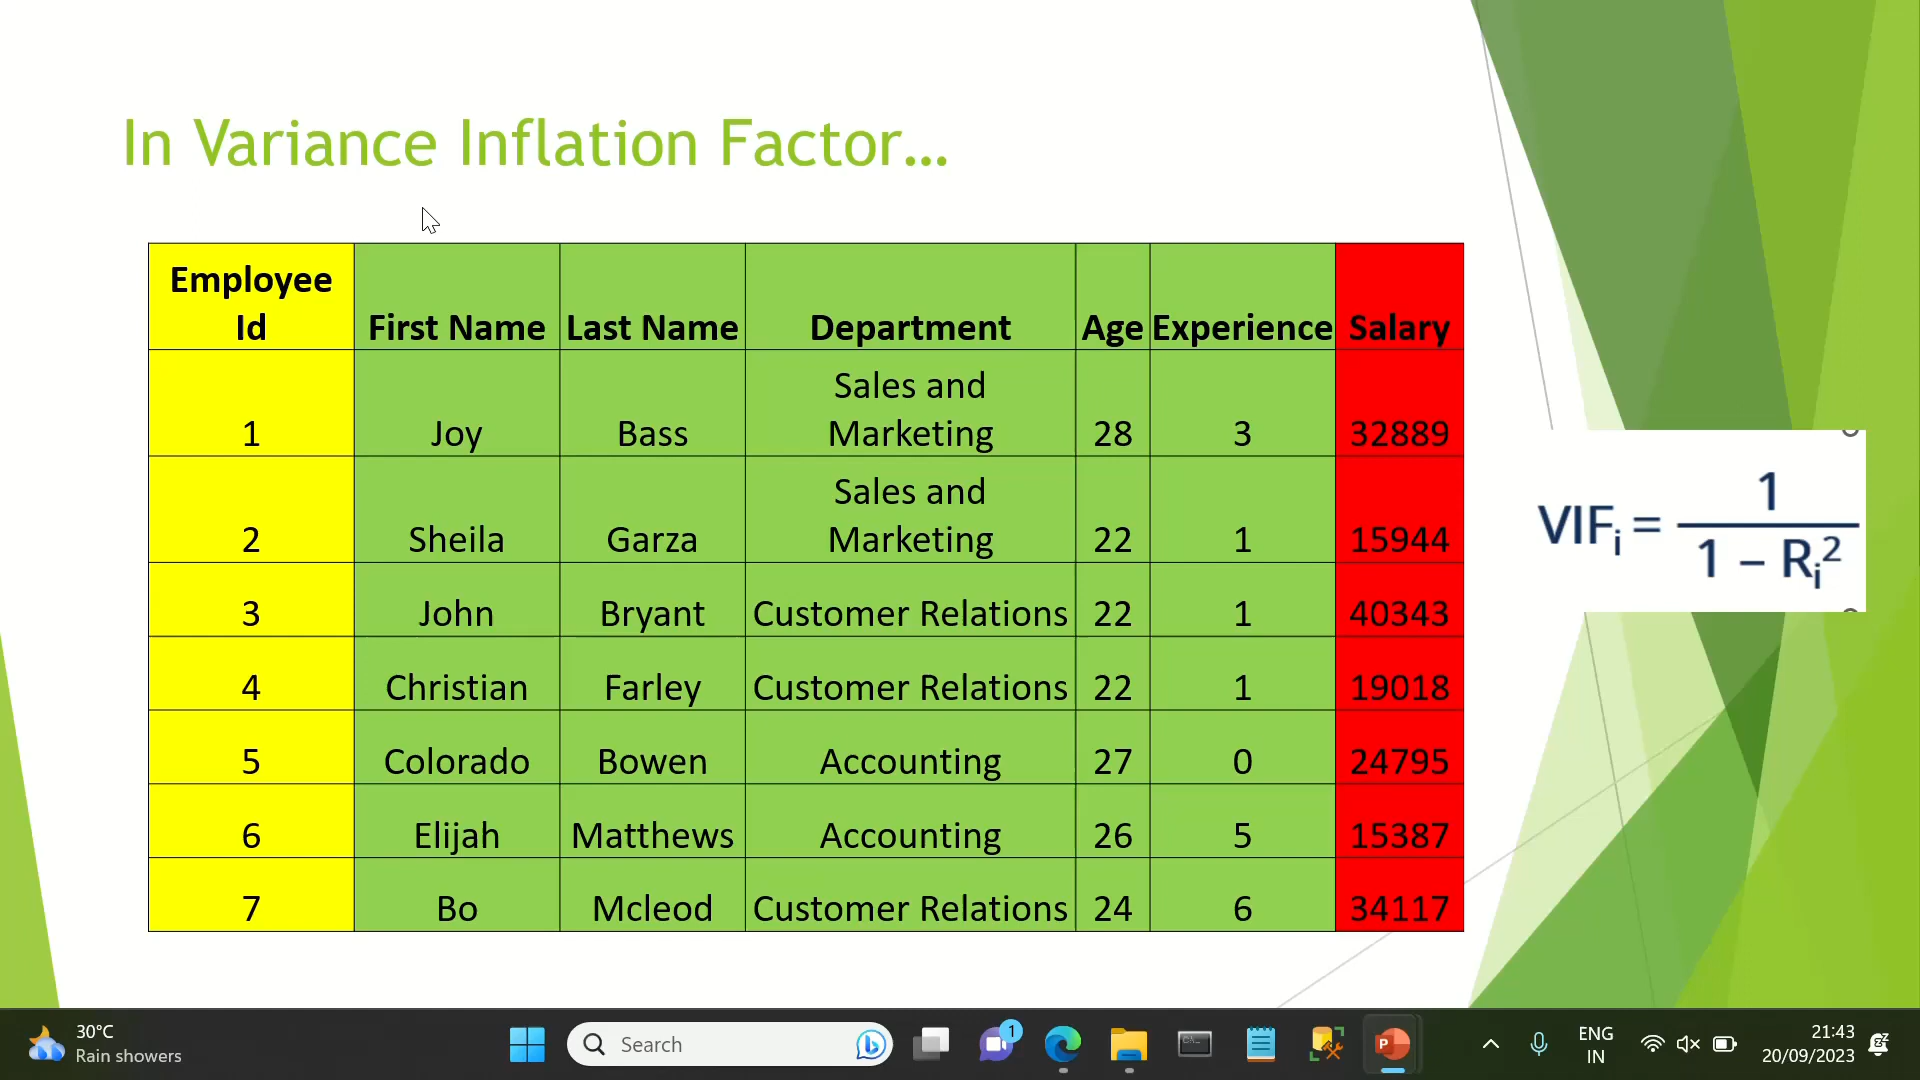 In Variance Inflation Factor...
Employee Id First Name Last Name Department Age Experience Salary
1 Joy Bass Sales and Marketing 28 3 32889
2 Sheila Garza Sales and Marketing 22 1 15944
3 John Bryant Customer Relations 22 1 40343
4 Christian Farley Customer Relations 22 1 19018
5 Colorado Bowen Accounting 27 0 24795
6 Elijah Matthews Accounting 26 5 15387
7 Bo Mcleod Customer Relations 24 6 34117
VIFᵢ = 1 / (1 – Rᵢ²)
30°C
Rain showers
Search
1
ENG
IN
21:43
20/09/2023